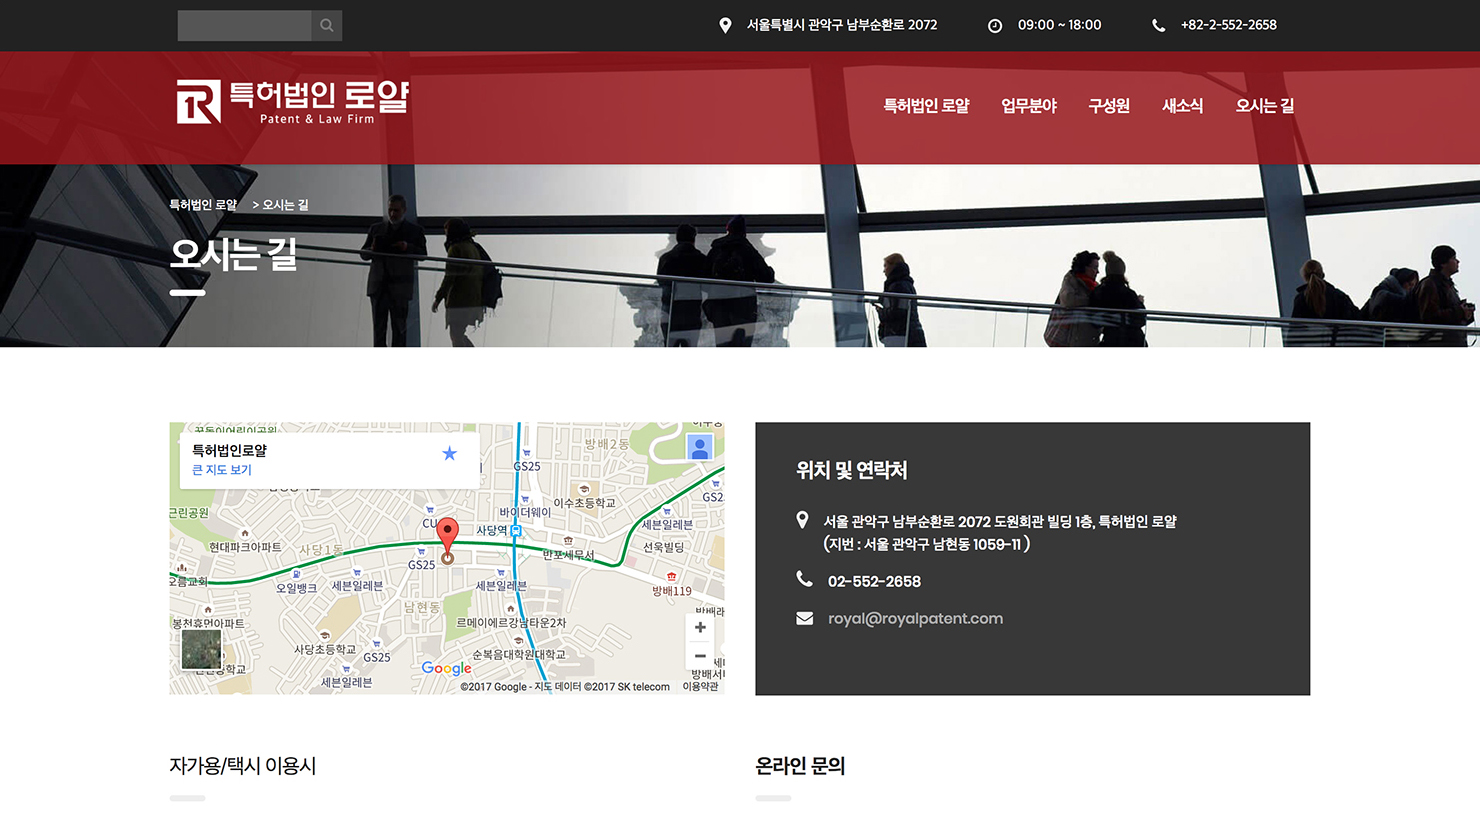 서울특별시 관악구 남부순환로 2072
09:00 ~ 18:00
+82-2-552-2658
특허법인 로얄
Patent & Law Firm
특허법인 로얄
업무분야
구성원
새소식
오시는 길
특허법인 로얄 > 오시는 길
오시는 길
특허법인로얄
큰 지도 보기
방배2동
GS25
이수초등학교
GS2
근린공원
바이더웨이
CU
사당역
세븐일레븐
현대파크아파트
사당1동
반포세무서
선욱빌딩
GS25
오름교회
오일뱅크
세븐일레븐
세븐일레븐
방배119
남현동
르메이에르강남타운2차
봉천휴먼아파트
사당초등학교
GS25
순복음대학원대학교
세븐일레븐
Google
©2017 Google - 지도 데이터 ©2017 SK telecom 이용약관
위치 및 연락처
서울 관악구 남부순환로 2072 도원회관 빌딩 1층, 특허법인 로얄
(지번 : 서울 관악구 남현동 1059-11 )
02-552-2658
royal@royalpatent.com
자가용/택시 이용시
온라인 문의